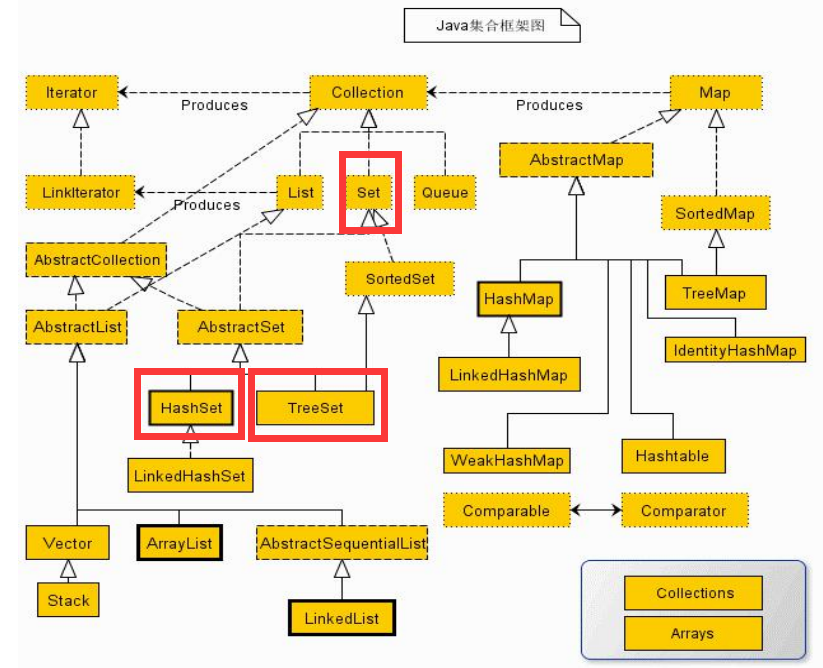 Java集合框架图
Iterator
Produces
Collection
Produces
Map
AbstractMap
LinkIterator
Produces
List
Set
Queue
SortedMap
AbstractCollection
SortedSet
HashMap
TreeMap
AbstractList
AbstractSet
IdentityHashMap
LinkedHashMap
HashSet
TreeSet
WeakHashMap
Hashtable
LinkedHashSet
Comparable
Comparator
Vector
ArrayList
AbstractSequentialList
Stack
LinkedList
Collections
Arrays